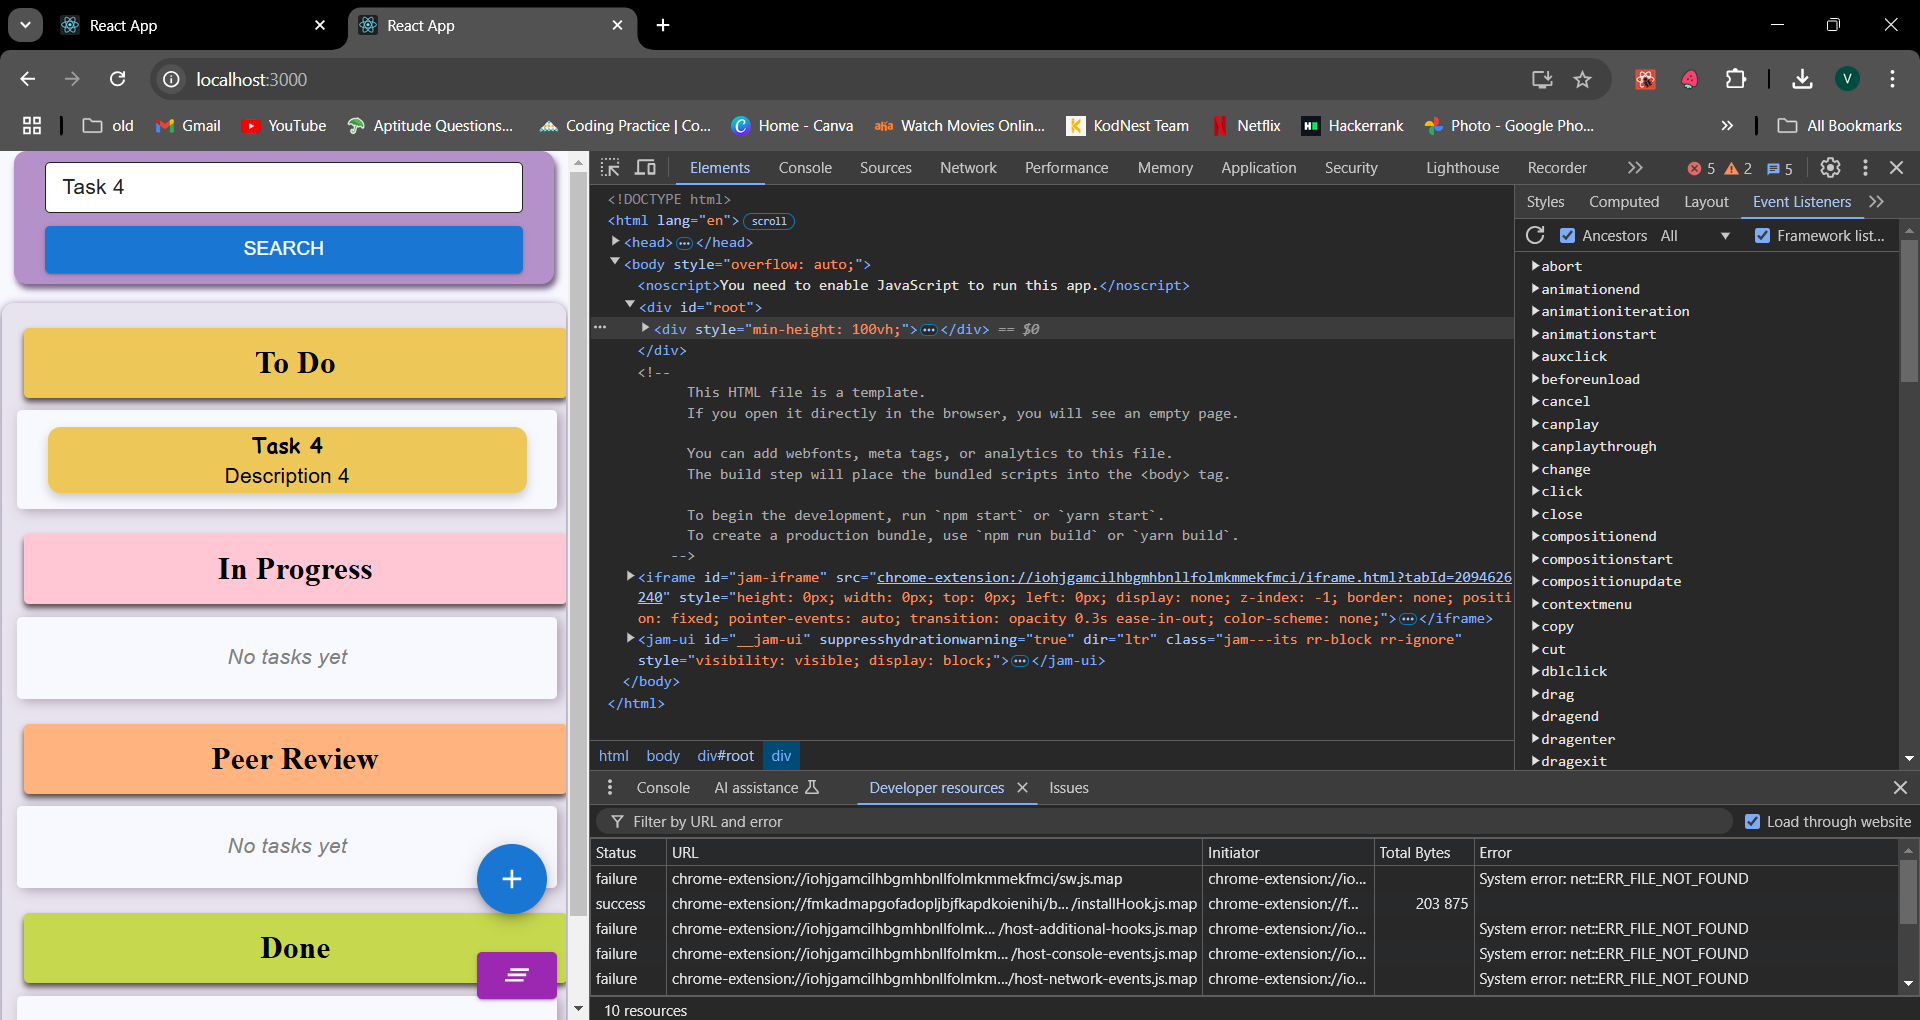 React App
React App
localhost:3000
V
old
Gmail
YouTube
Aptitude Questions...
Coding Practice | Co...
Home - Canva
Watch Movies Onlin...
KodNest Team
Netflix
Hackerrank
Photo - Google Pho...
All Bookmarks
Task 4
SEARCH
To Do
Task 4
Description 4
In Progress
No tasks yet
Peer Review
No tasks yet
+
Done
Elements Console Sources Network Performance Memory Application Security Lighthouse Recorder 5 2 5
<!DOCTYPE html>
<html lang="en"> scroll
<head> ... </head>
<body style="overflow: auto;">
<noscript>You need to enable JavaScript to run this app.</noscript>
<div id="root">
... <div style="min-height: 100vh;"> ... </div> == $0
</div>
<!--
This HTML file is a template.
If you open it directly in the browser, you will see an empty page.
You can add webfonts, meta tags, or analytics to this file.
The build step will place the bundled scripts into the <body> tag.
To begin the development, run `npm start` or `yarn start`.
To create a production bundle, use `npm run build` or `yarn build`.
-->
<iframe id="jam-iframe" src="chrome-extension://iohjgamcilhbgmhbnllfolmkmmekfmci/iframe.html?tabId=2094626
240" style="height: 0px; width: 0px; top: 0px; left: 0px; display: none; z-index: -1; border: none; positi
on: fixed; pointer-events: auto; transition: opacity 0.3s ease-in-out; color-scheme: none;"> ... </iframe>
<jam-ui id="__jam-ui" suppresshydrationwarning="true" dir="ltr" class="jam---its rr-block rr-ignore"
style="visibility: visible; display: block;"> ... </jam-ui>
</body>
</html>
html body div#root div
Styles Computed Layout Event Listeners
Ancestors All Framework list...
abort
animationend
animationiteration
animationstart
auxclick
beforeunload
cancel
canplay
canplaythrough
change
click
close
compositionend
compositionstart
compositionupdate
contextmenu
copy
cut
dblclick
drag
dragend
dragenter
dragexit
Console AI assistance Developer resources Issues
Filter by URL and error Load through website
Status URL Initiator Total Bytes Error
failure chrome-extension://iohjgamcilhbgmhbnllfolmkmmekfmci/sw.js.map chrome-extension://io... System error: net::ERR_FILE_NOT_FOUND
success chrome-extension://fmkadmapgofadopljbjfkapdkoienihi/b... /installHook.js.map chrome-extension://f... 203 875
failure chrome-extension://iohjgamcilhbgmhbnllfolmk... /host-additional-hooks.js.map chrome-extension://io... System error: net::ERR_FILE_NOT_FOUND
failure chrome-extension://iohjgamcilhbgmhbnllfolmkm... /host-console-events.js.map chrome-extension://io... System error: net::ERR_FILE_NOT_FOUND
failure chrome-extension://iohjgamcilhbgmhbnllfolmkm.../host-network-events.js.map chrome-extension://io... System error: net::ERR_FILE_NOT_FOUND
10 resources